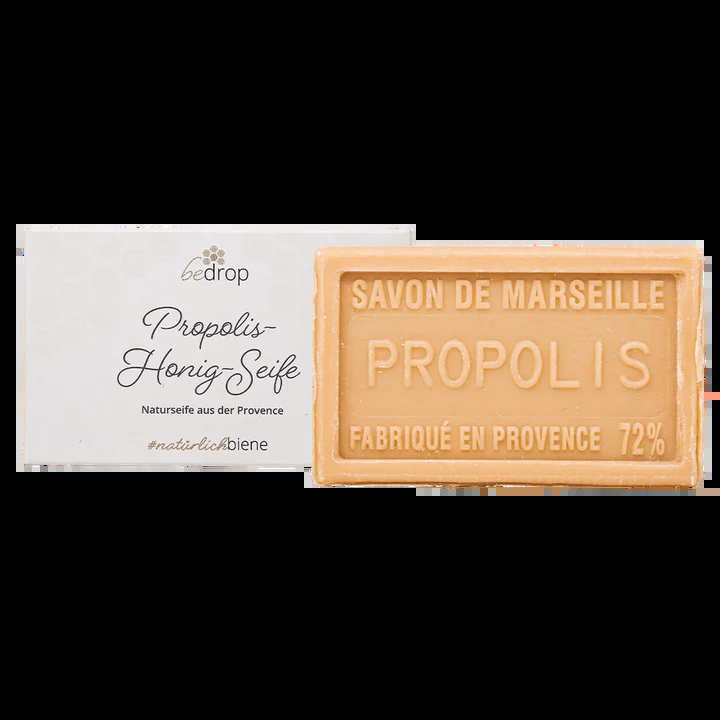 bedrop
Propolis-
Honig-Seife
Naturseife aus der Provence
#natürlichbiene
SAVON DE MARSEILLE
PROPOLIS
FABRIQUÉ EN PROVENCE 72%